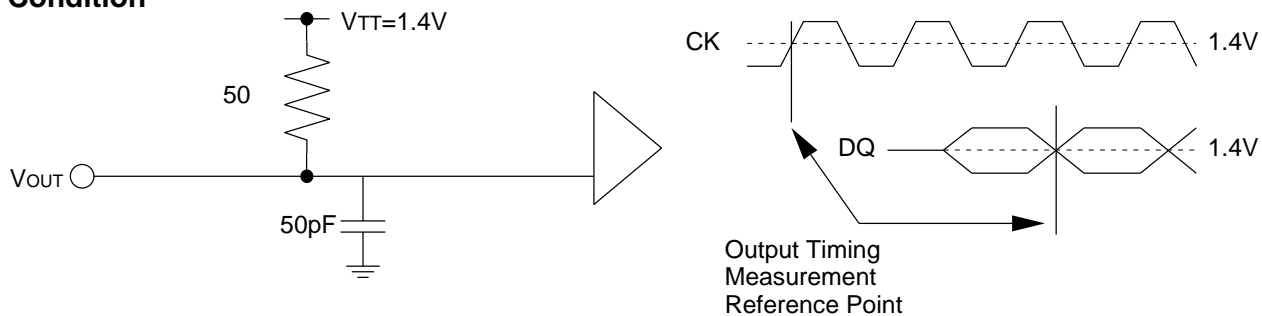 Condition
VTT=1.4V
50
VOUT
50pF
CK
1.4V
DQ
1.4V
Output Timing
Measurement
Reference Point